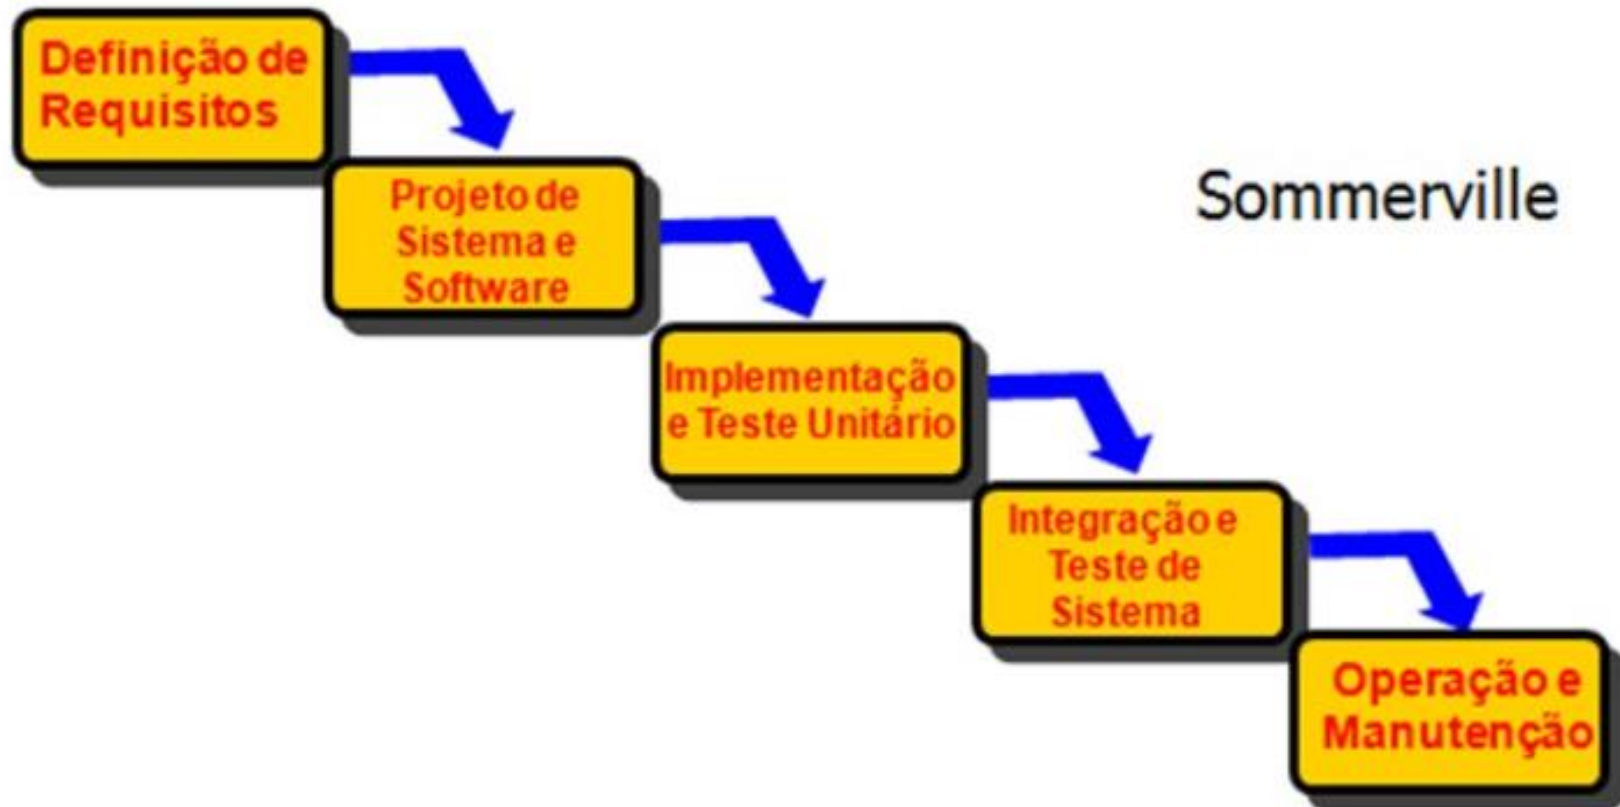 Definição de
Requisitos
Sommerville
Projeto de
Sistema e
Software
Implementação
e Teste Unitário
Integração e
Teste de
Sistema
Operação e
Manutenção